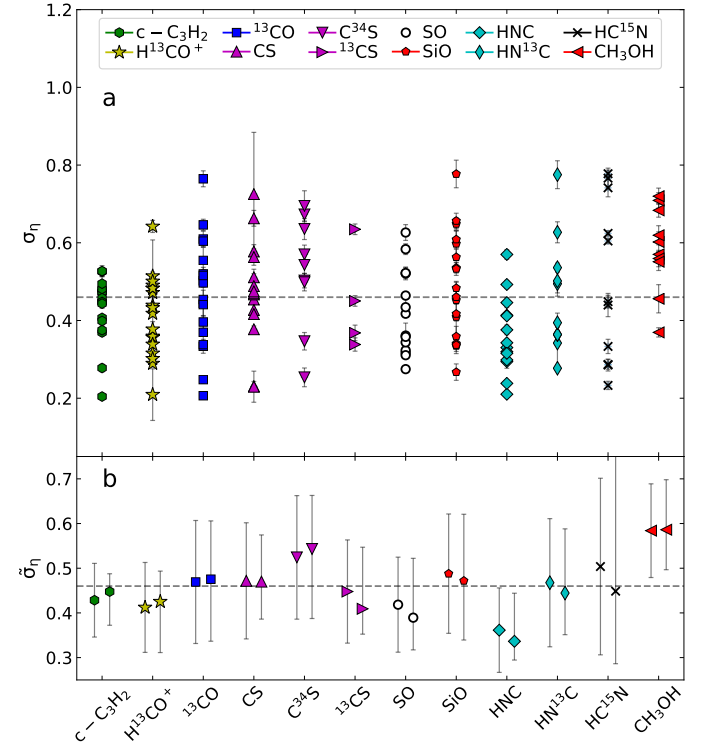 1.2
c − C₃H₂ ¹³CO C³⁴S SO HNC HC¹⁵N
H¹³CO⁺ CS ¹³CS SiO HN¹³C CH₃OH
1.0
a
0.8
σ_η
0.6
0.4
0.2
b
0.7
0.6
σ̃_η
0.5
0.4
0.3
c − C₃H₂ H¹³CO⁺ ¹³CO CS C³⁴S ¹³CS SO SiO HNC HN¹³C HC¹⁵N CH₃OH